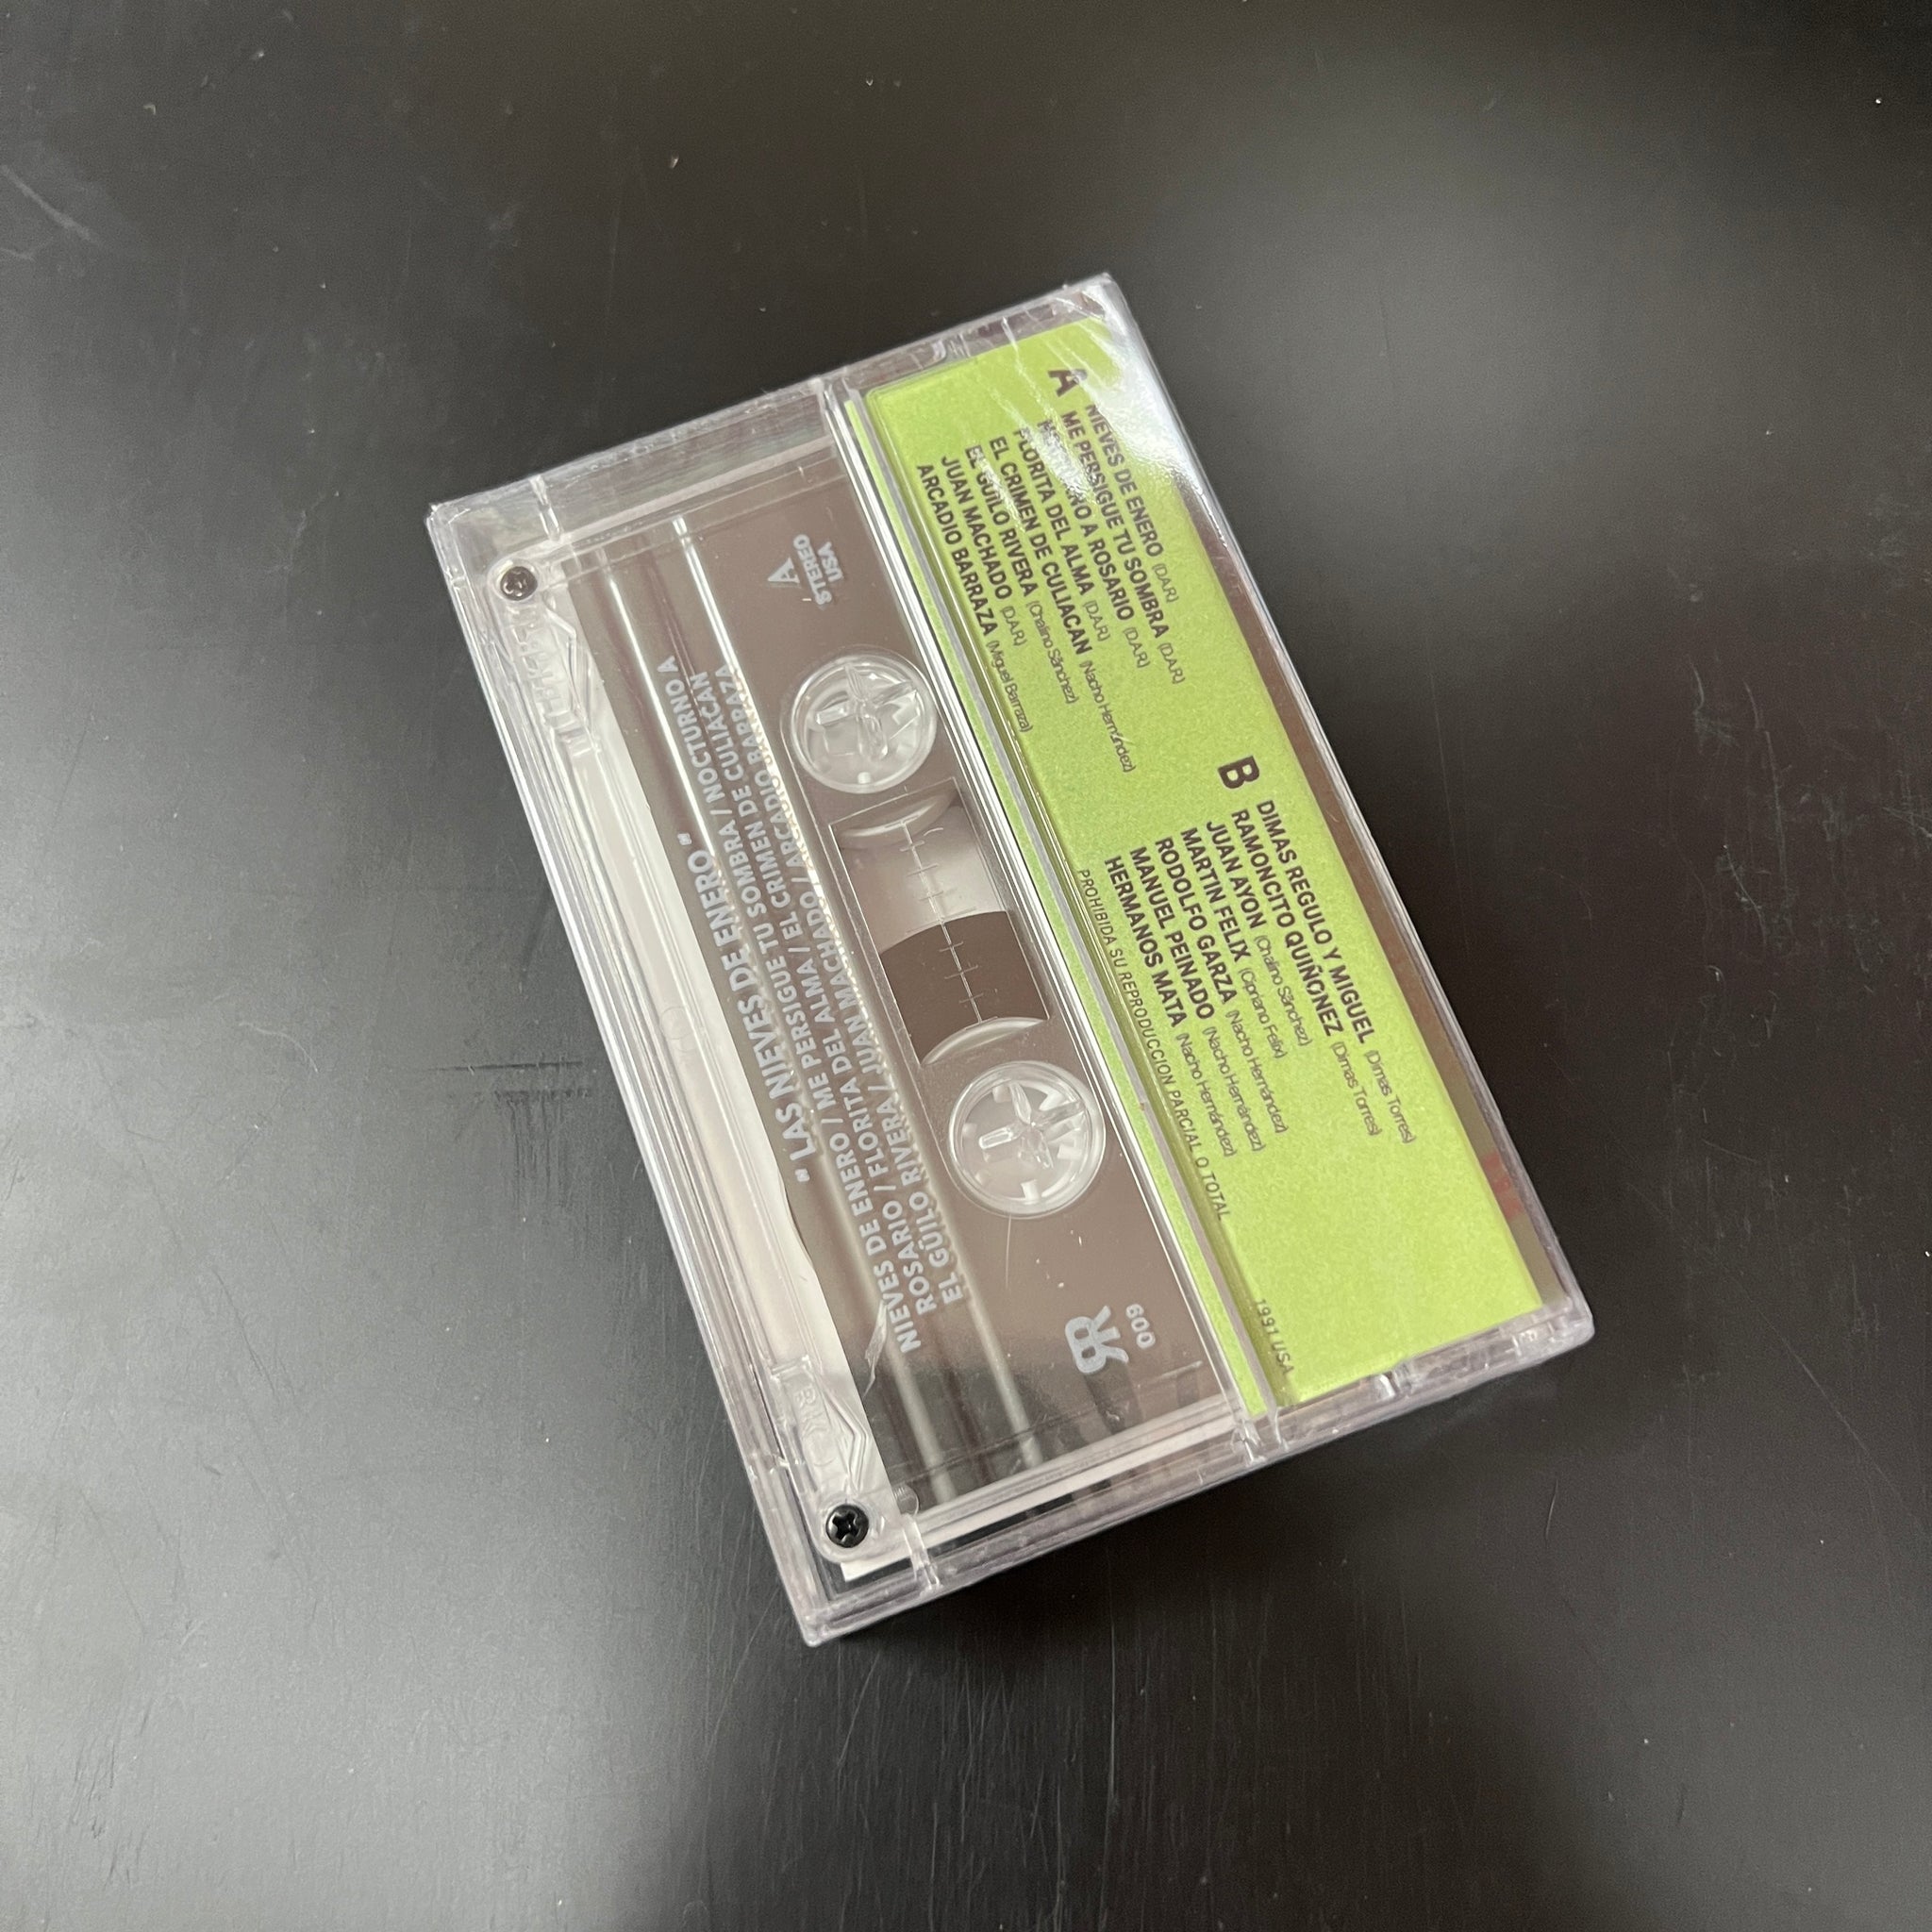 A
NIEVES DE ENERO (D.A.R.)
ME PERSIGUE TU SOMBRA (D.A.R.)
A ROSARIO (D.A.R.)
FLORITA DEL ALMA (D.A.R.)
EL CRIMEN DE CULIACAN (Nacho Hernández)
EL GUILO RIVERA (Chalino Sánchez)
JUAN MACHADO (D.A.R.)
ARCADIO BARRAZA (Miguel Barraza)
B
DIMAS REGULO Y MIGUEL (Dimas Torres)
RAMONCITO QUIÑONEZ (Dimas Torres)
JUAN AYON (Chalino Sánchez)
MARTIN FELIX (Cipriano Felix)
RODOLFO GARZA (Nacho Hernández)
MANUEL PEINADO (Nacho Hernández)
HERMANOS MATA (Nacho Hernández)
PROHIBIDA SU REPRODUCCION PARCIAL O TOTAL
1991 USA
A
STEREO
USA
RR
009
"LAS NIEVES DE ENERO"
NIEVES DE ENERO / ME PERSIGUE TU SOMBRA / NOCTURNO A
ROSARIO / FLORITA DEL ALMA / EL CRIMEN DE CULIACÁN
EL GÜILO RIVERA / JUAN MACHADO / ARCADIO BARRAZA